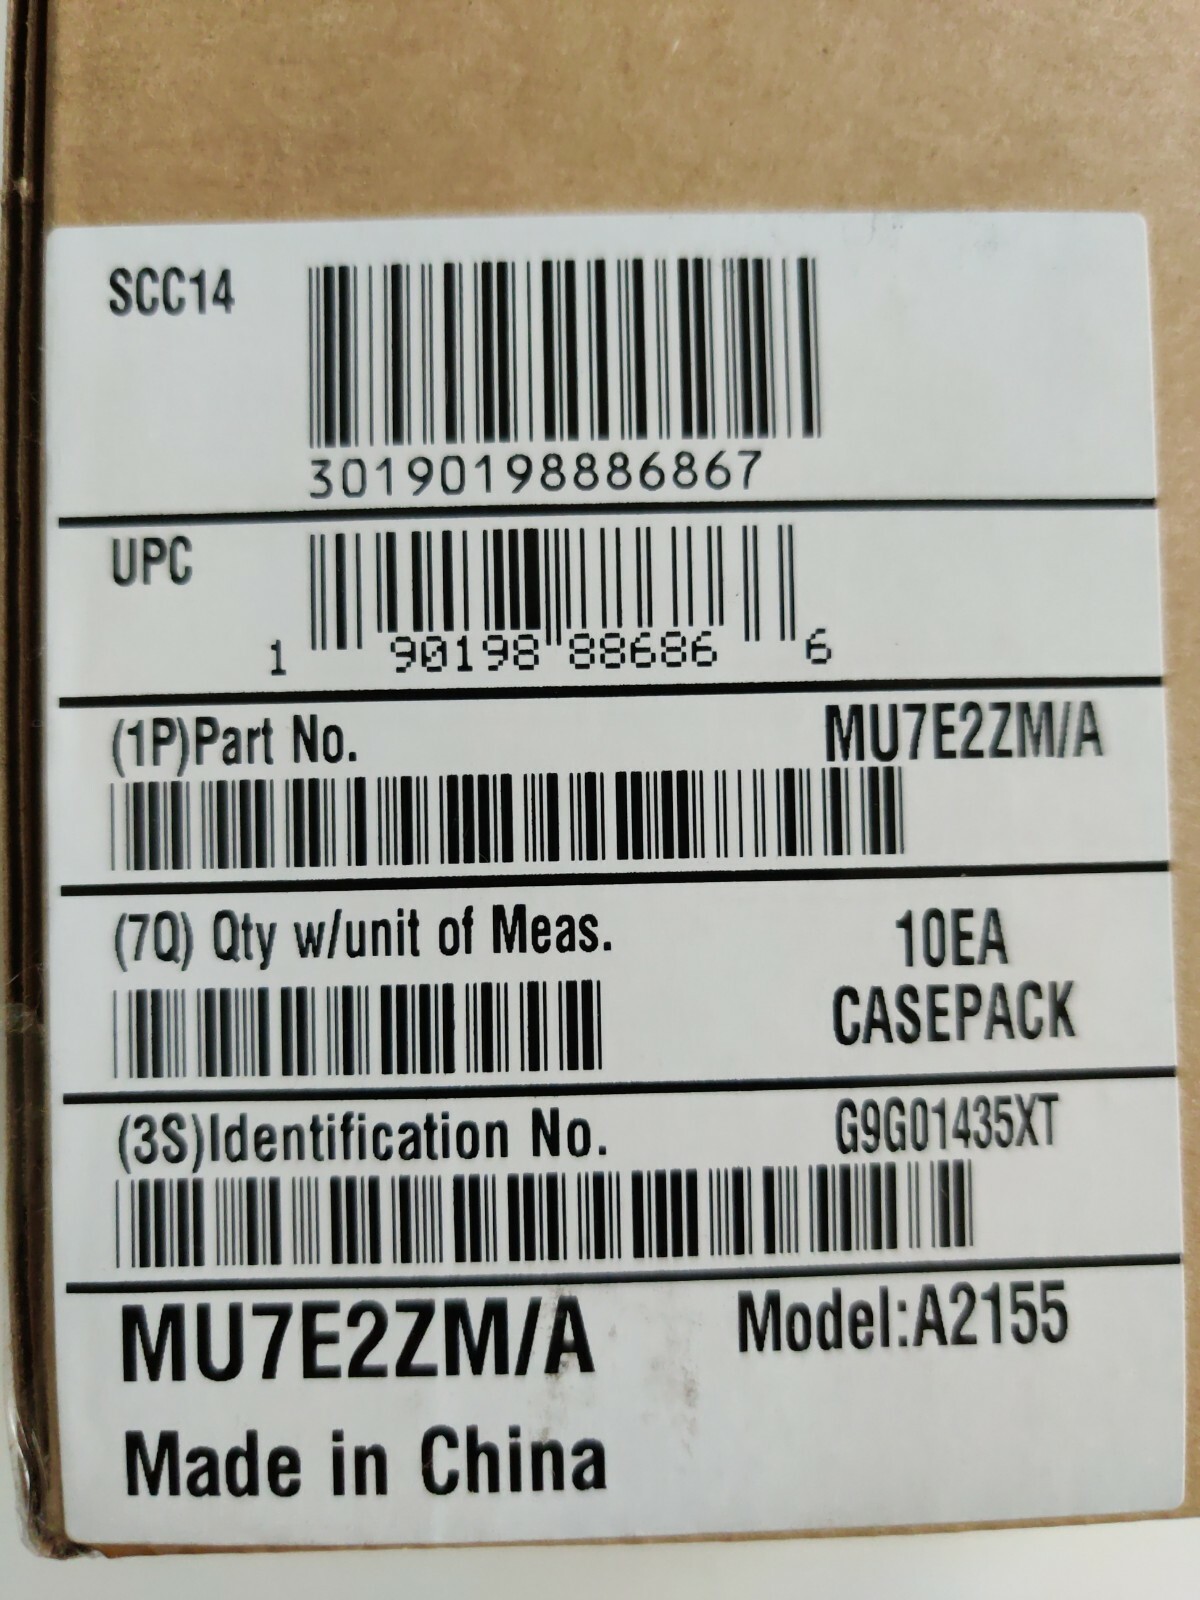 SCC14
30190198886867
UPC
1 90198 88686 6
(1P)Part No. MU7E2ZM/A
(7Q) Qty w/unit of Meas. 10EA
CASEPACK
(3S)Identification No. G9G01435XT
MU7E2ZM/A Model:A2155
Made in China